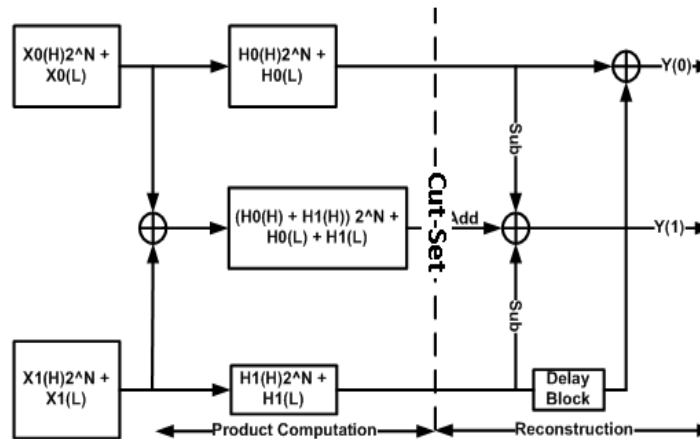 X0(H)2^N +
X0(L)
H0(H)2^N +
H0(L)
Y(0)
Sub
(H0(H) + H1(H)) 2^N +
H0(L) + H1(L)
Cut-Set
Add
Y(1)
Sub
X1(H)2^N +
X1(L)
H1(H)2^N +
H1(L)
Delay
Block
Product Computation
Reconstruction